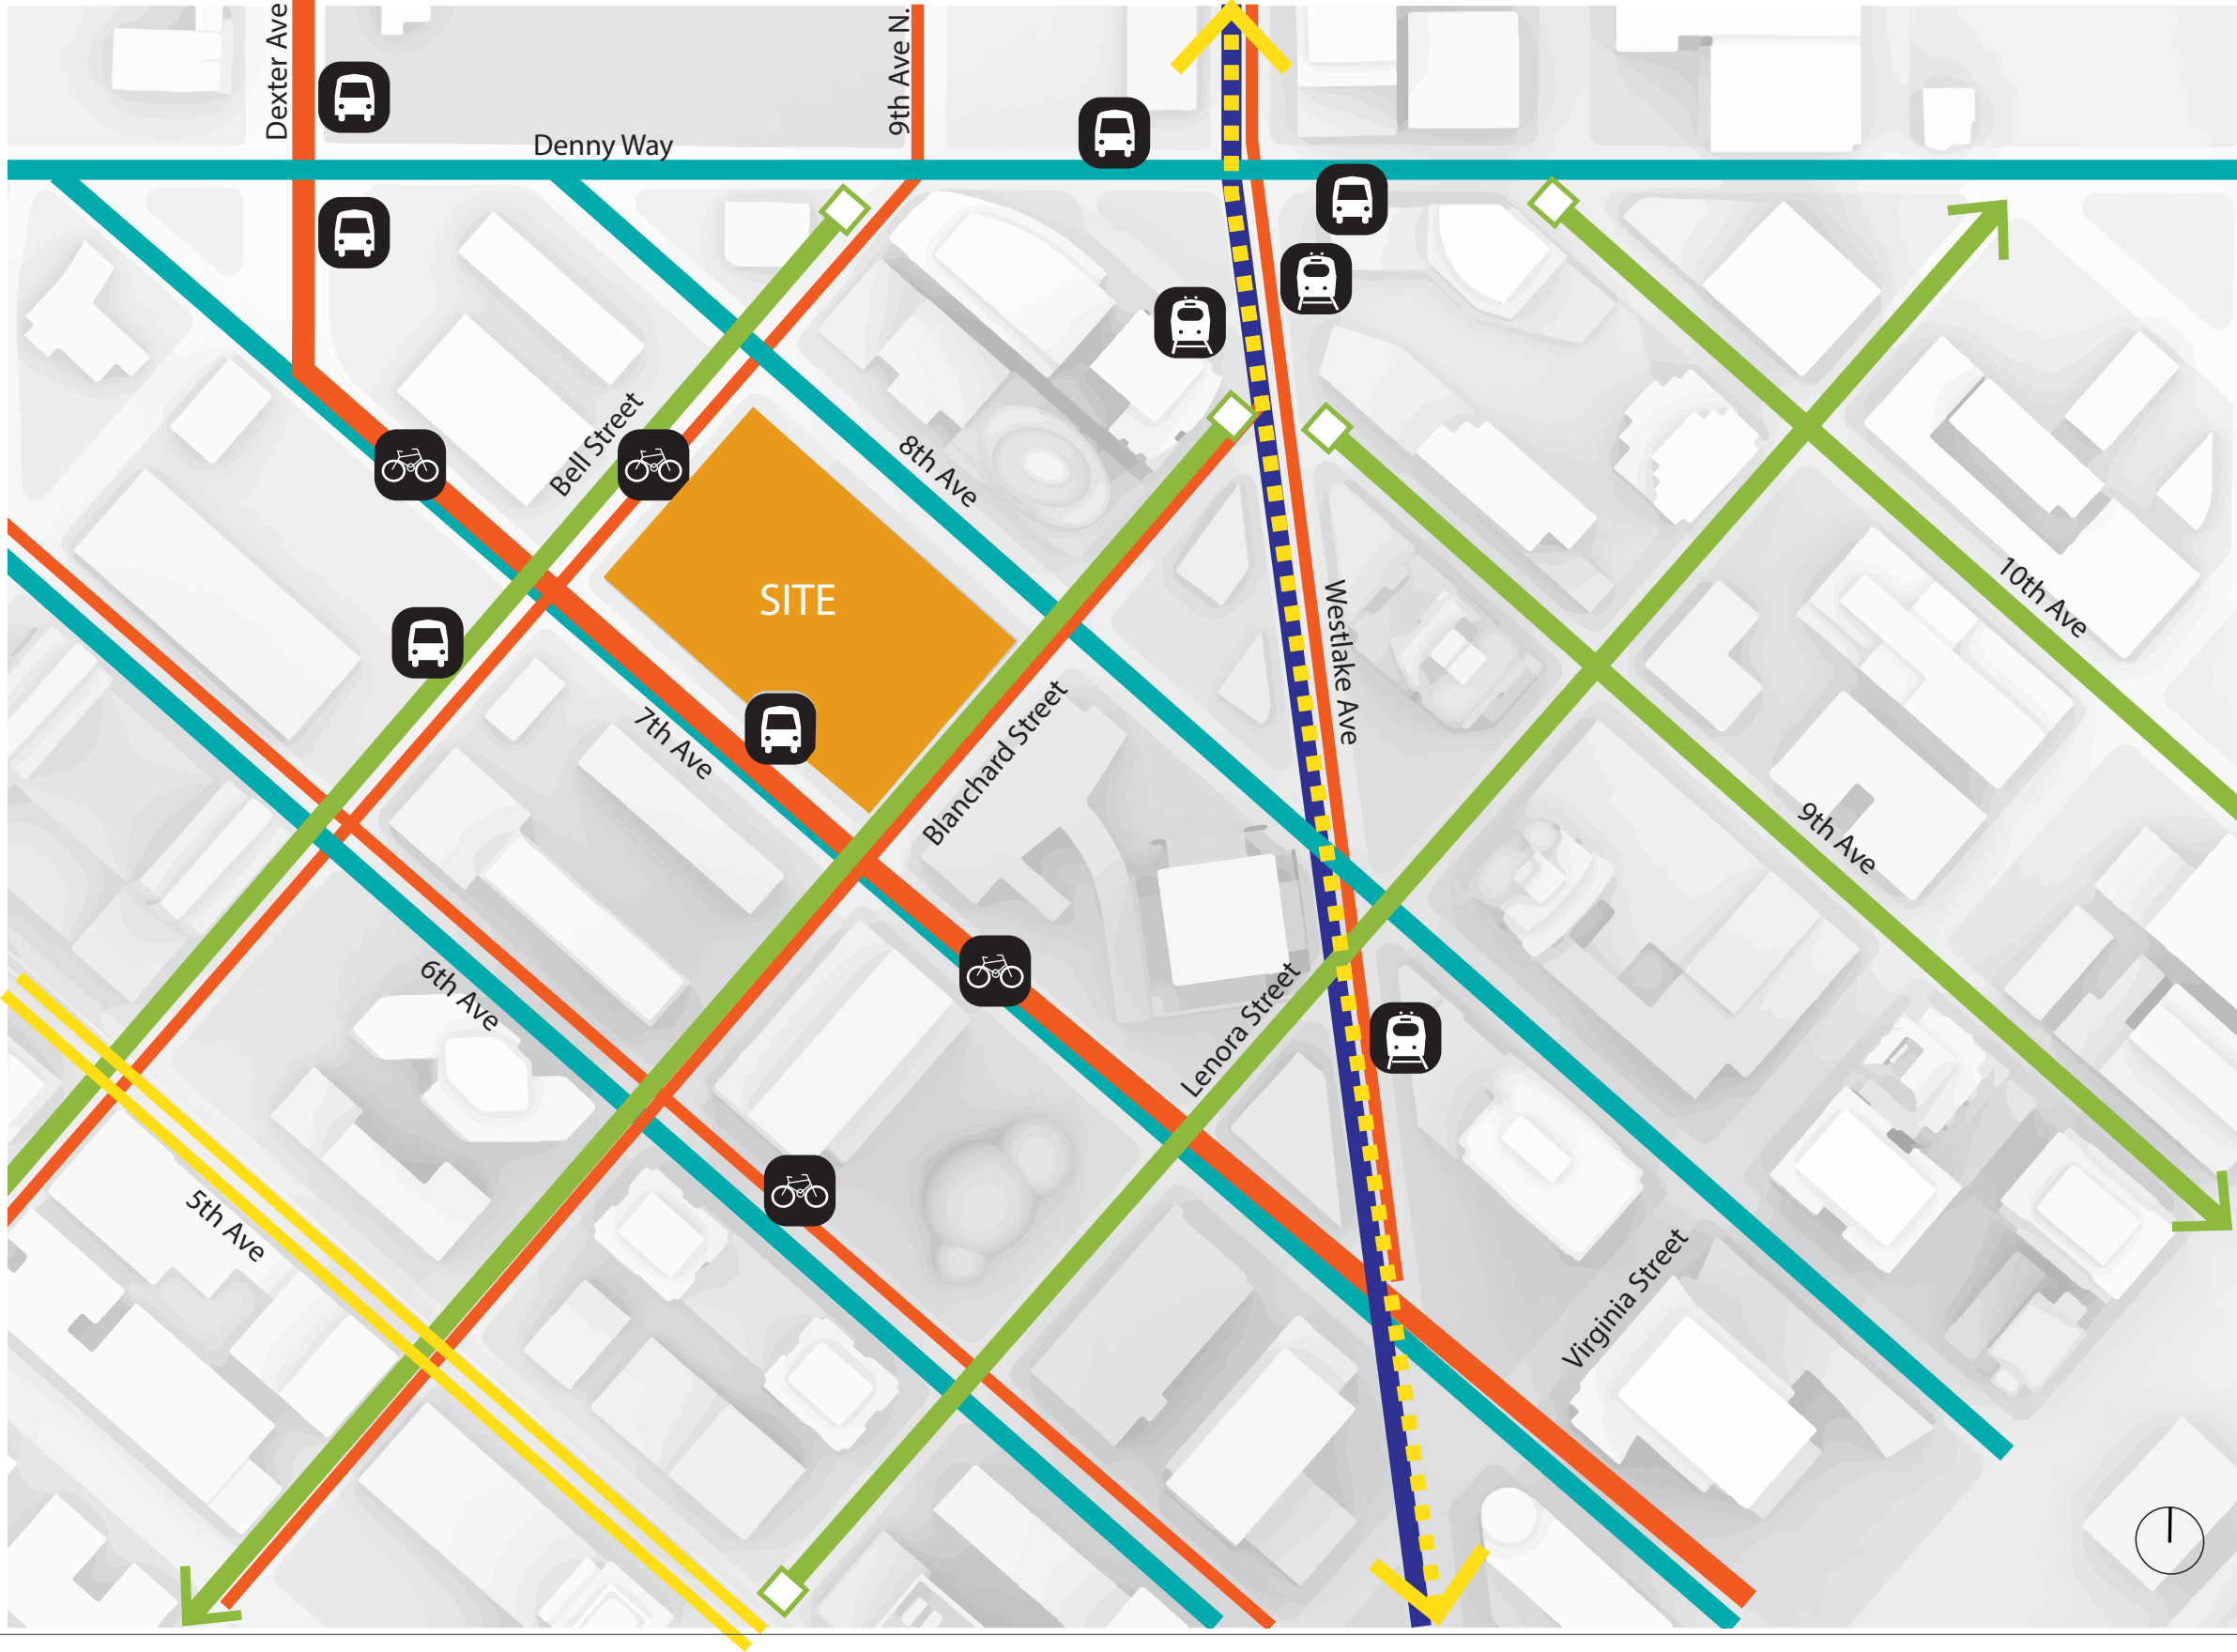 Dexter Ave
9th Ave N.
Denny Way
Bell Street
8th Ave
SITE
7th Ave
Blanchard Street
Westlake Ave
10th Ave
9th Ave
6th Ave
Lenora Street
5th Ave
Virginia Street